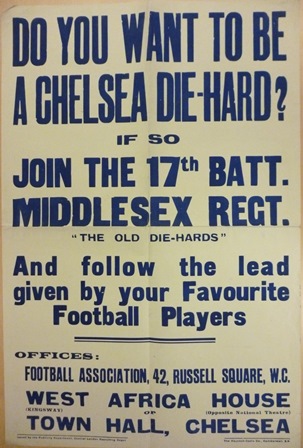 DO YOU WANT TO BE
A CHELSEA DIE-HARD?
IF SO
JOIN THE 17th BATT.
MIDDLESEX REGT.
"THE OLD DIE-HARDS"
And follow the lead
given by your Favourite
Football Players
OFFICES:
FOOTBALL ASSOCIATION, 42, RUSSELL SQUARE, W.C.
WEST AFRICA HOUSE
(KINGSWAY) or (Opposite National Theatre)
TOWN HALL, CHELSEA